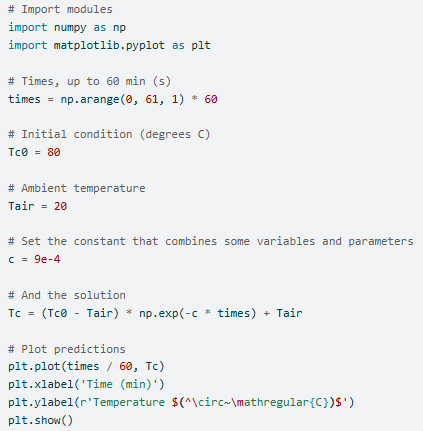 # Import modules
import numpy as np
import matplotlib.pyplot as plt
# Times, up to 60 min (s)
times = np.arange(0, 61, 1) * 60
# Initial condition (degrees C)
Tc0 = 80
# Ambient temperature
Tair = 20
# Set the constant that combines some variables and parameters
c = 9e-4
# And the solution
Tc = (Tc0 - Tair) * np.exp(-c * times) + Tair
# Plot predictions
plt.plot(times / 60, Tc)
plt.xlabel('Time (min)')
plt.ylabel(r'Temperature $(^\circ~\mathregular{C})$')
plt.show()